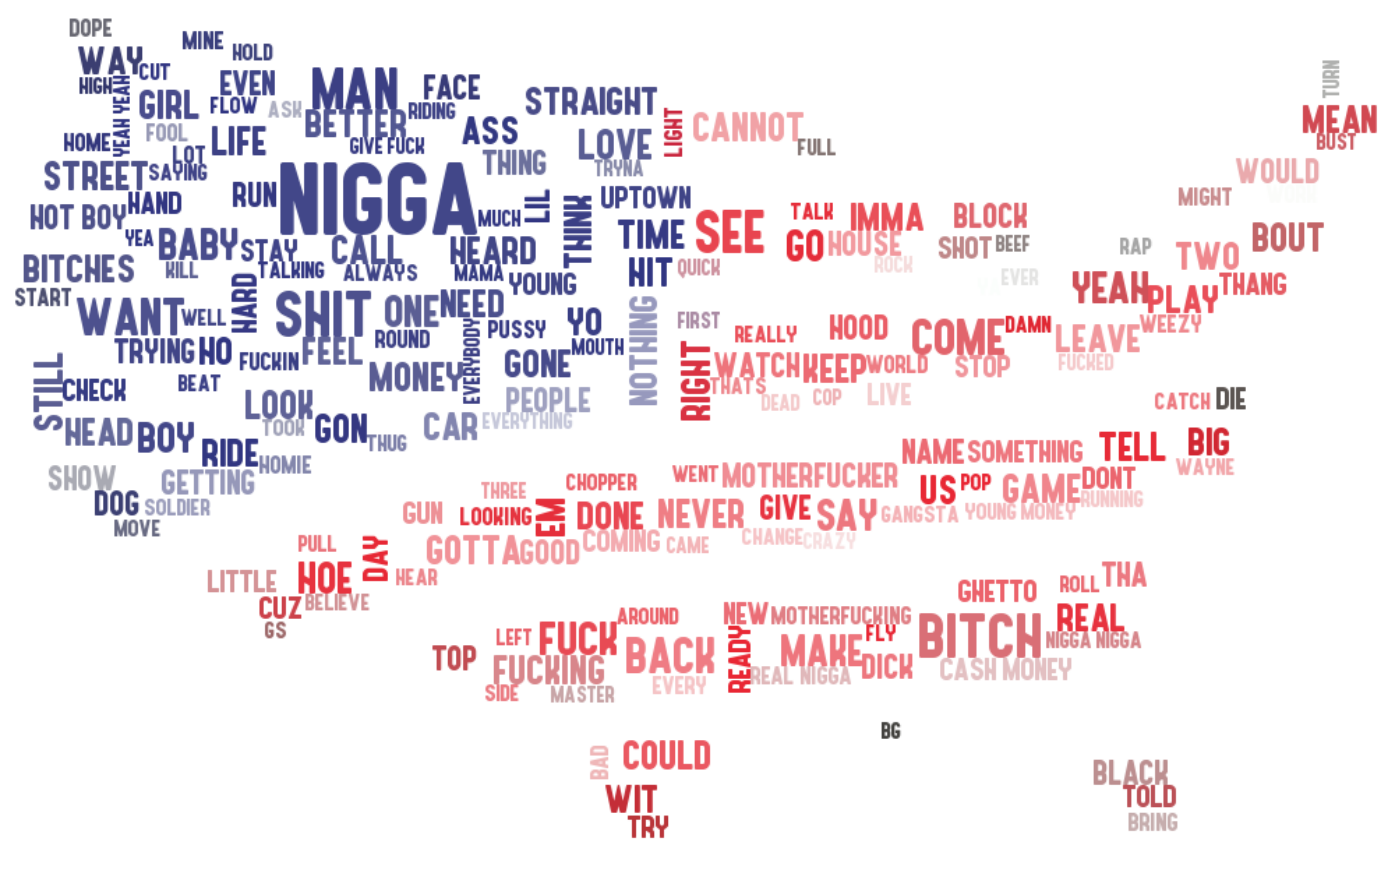 DOPE
MINE
HOLD
WAY
CUT
HIGH
YEAH YEAH
EVEN
MAN
FACE
TURN
GIRL
FLOW
ASK
BETTER
RIDING
STRAIGHT
MEAN
BUST
FOOL
HOME
LOT
LIFE
GIVE FUCK
ASS
LOVE
LIGHT
CANNOT
FULL
STREET
SAYING
THING
TRYNA
WOULD
MIGHT
WORK
HOT BOY
HAND
RUN
NIGGA
MUCH
LIL
THINK
UPTOWN
TALK
IMMA
BLOCK
YEA
BABY
STAY
CALL
HEARD
TIME
SEE
GO
HOUSE
SHOT
BEEF
RAP
TWO
BOUT
BITCHES
KILL
TALKING
ALWAYS
MAMA
YOUNG
HIT
QUICK
ROCK
EVER
YEAH
PLAY
THANG
START
WANT
WELL
HARD
SHIT
ONE
NEED
PUSSY
YO
NOTHING
FIRST
REALLY
HOOD
COME
DAMN
LEAVE
WEEZY
TRYING
HO
FUCKIN
FEEL
ROUND
EVERYBODY
GONE
MOUTH
RIGHT
WATCH
KEEP
WORLD
STOP
FUCKED
STILL
CHECK
BEAT
MONEY
PEOPLE
THATS
DEAD
COP
LIVE
CATCH
DIE
LOOK
TOOK
GON
THUG
CAR
EVERYTHING
HEAD
BOY
RIDE
HOMIE
NAME
SOMETHING
TELL
BIG
WAYNE
SHOW
GETTING
THREE
CHOPPER
WENT
MOTHERFUCKER
US
POP
GAME
DONT
RUNNING
DOG
SOLDIER
MOVE
GUN
LOOKING
EM
DONE
NEVER
GIVE
SAY
GANGSTA
YOUNG MONEY
PULL
DAY
GOTTA
GOOD
COMING
CAME
CHANGE
CRAZY
LITTLE
HOE
HEAR
CUZ
BELIEVE
GS
GHETTO
ROLL
THA
LEFT
FUCK
AROUND
NEW
MOTHERFUCKING
FLY
BITCH
REAL
NIGGA NIGGA
TOP
FUCKING
BACK
READY
MAKE
DICK
REAL NIGGA
CASH MONEY
SIDE
MASTER
EVERY
BG
BAD
COULD
BLACK
WIT
TOLD
TRY
BRING